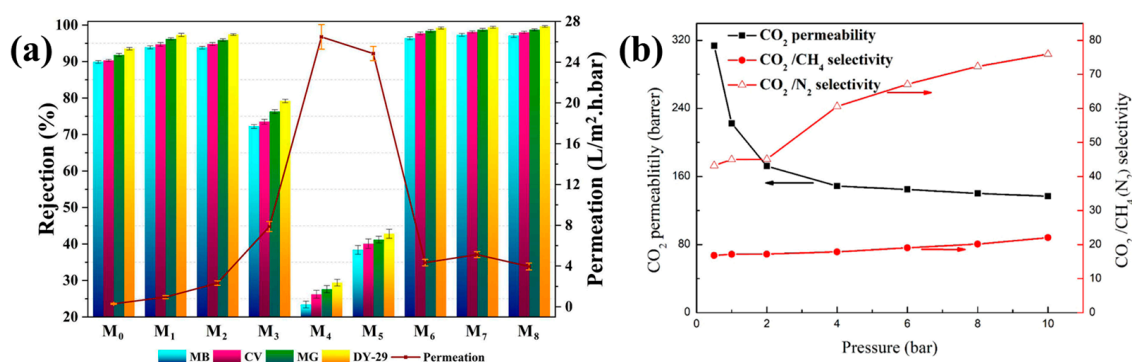 (a)
Rejection (%)
100
90
80
70
60
50
40
30
20
M0 M1 M2 M3 M4 M5 M6 M7 M8
28
24
20
16
12
8
4
0
Permeation (L/m².h.bar)
MB CV MG DY-29 Permeation
(b)
CO2 permeablitily (barrer)
320
240
160
80
0
CO2 permeability
CO2 /CH4 selectivity
CO2 /N2 selectivity
0 2 4 6 8 10
Pressure (bar)
80
70
60
50
40
30
20
10
0
CO2 /CH4(N2) selectivity